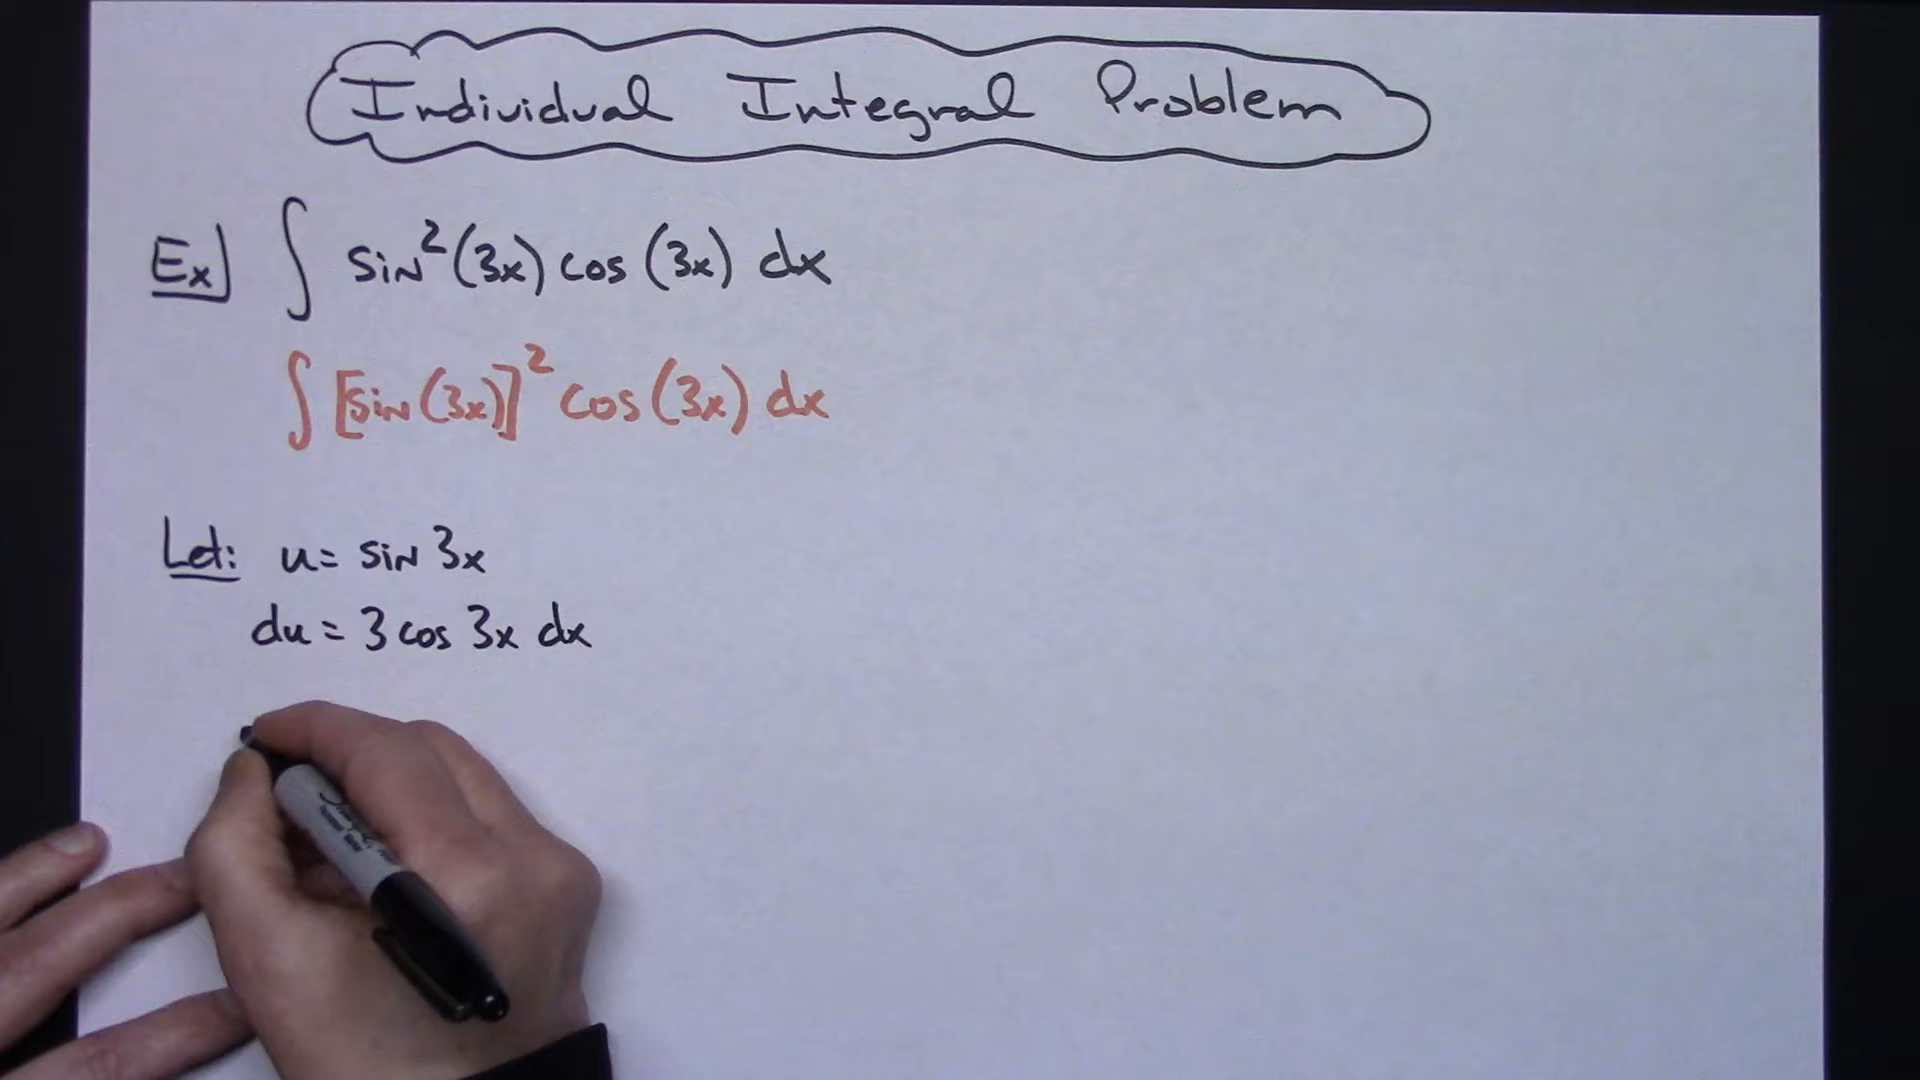 Individual Integral Problem
Ex) ∫ sin²(3x) cos (3x) dx
∫ [sin(3x)]² cos(3x) dx
Let: u= sin 3x
du = 3 cos 3x dx